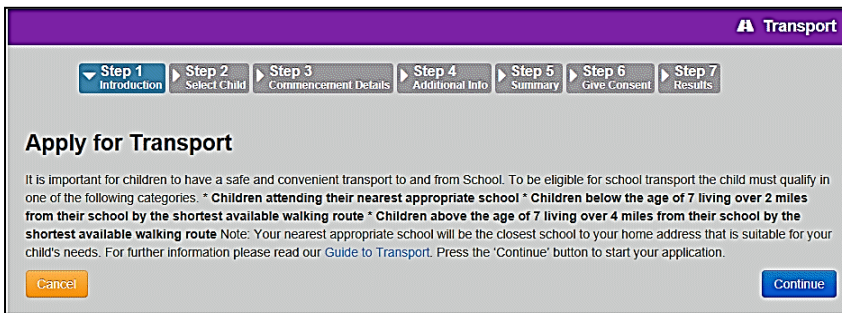 Transport
Step 1 Step 2 Step 3 Step 4 Step 5 Step 6 Step 7
Introduction Select Child Commencement Details Additional Info Summary Give Consent Results
Apply for Transport
It is important for children to have a safe and convenient transport to and from School. To be eligible for school transport the child must qualify in
one of the following categories. * Children attending their nearest appropriate school * Children below the age of 7 living over 2 miles
from their school by the shortest available walking route * Children above the age of 7 living over 4 miles from their school by the
shortest available walking route Note: Your nearest appropriate school will be the closest school to your home address that is suitable for your
child's needs. For further information please read our Guide to Transport. Press the 'Continue' button to start your application.
Cancel Continue